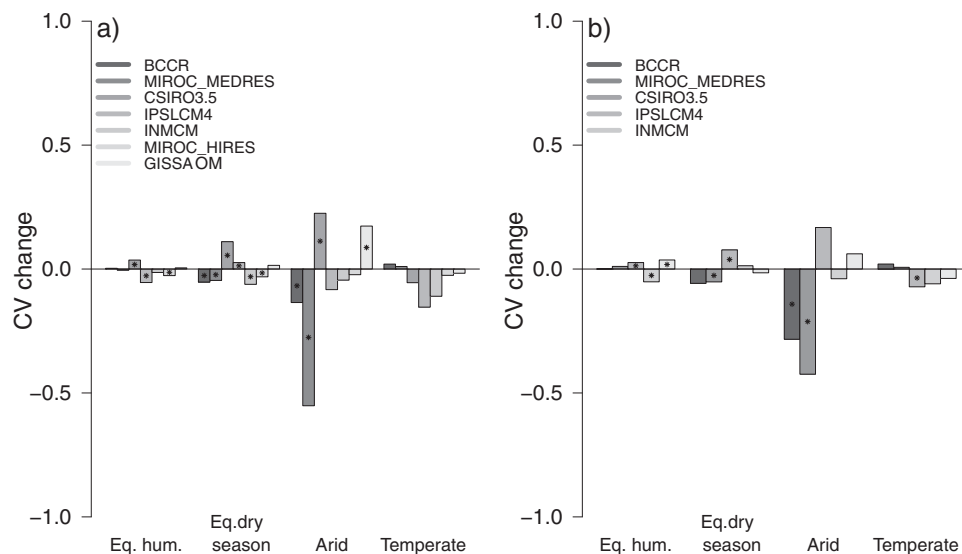 a)
BCCR
MIROC_MEDRES
CSIRO3.5
IPSLCM4
INMCM
MIROC_HIRES
GISSA OM
CV change
1.0
0.5
0.0
−0.5
−1.0
Eq. hum.
Eq.dry
season
Arid
Temperate
b)
BCCR
MIROC_MEDRES
CSIRO3.5
IPSLCM4
INMCM
CV change
1.0
0.5
0.0
−0.5
−1.0
Eq. hum.
Eq.dry
season
Arid
Temperate